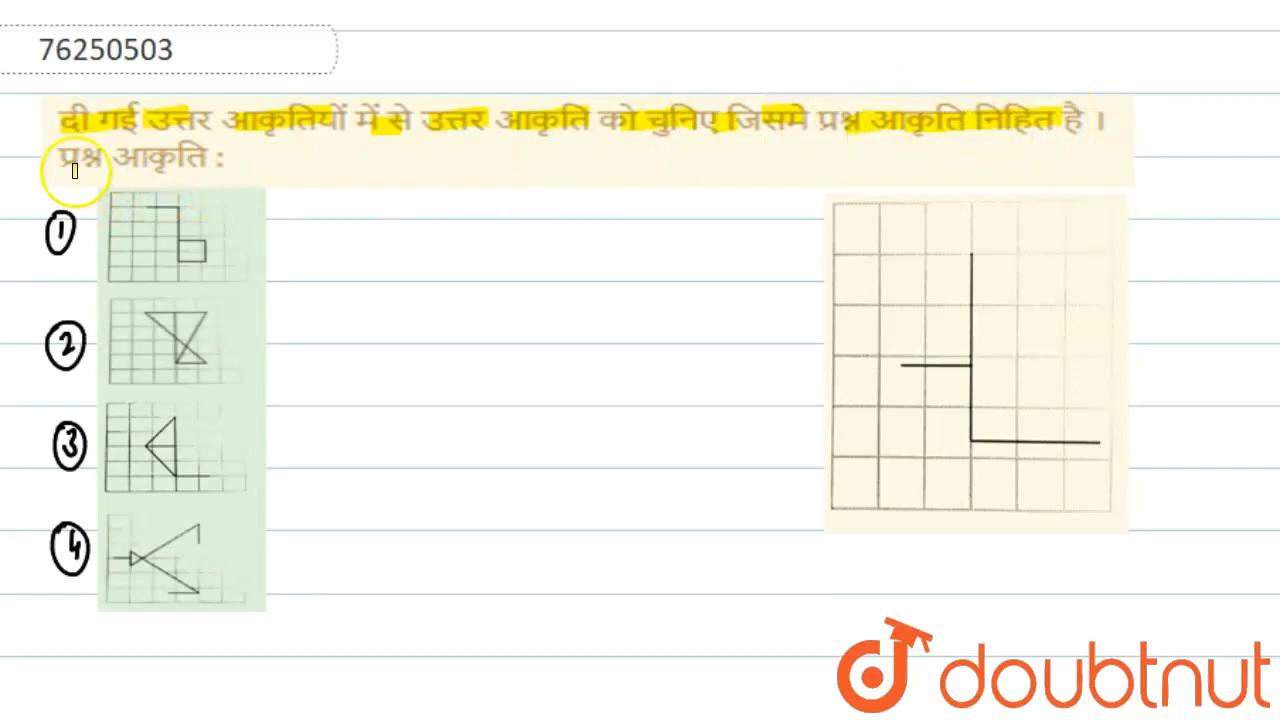 76250503
दी गई उत्तर आकृतियों में से उत्तर आकृति को चुनिए जिसमे प्रश्न आकृति निहित है ।
प्रश्न आकृति :
1
2
3
4
doubtnut